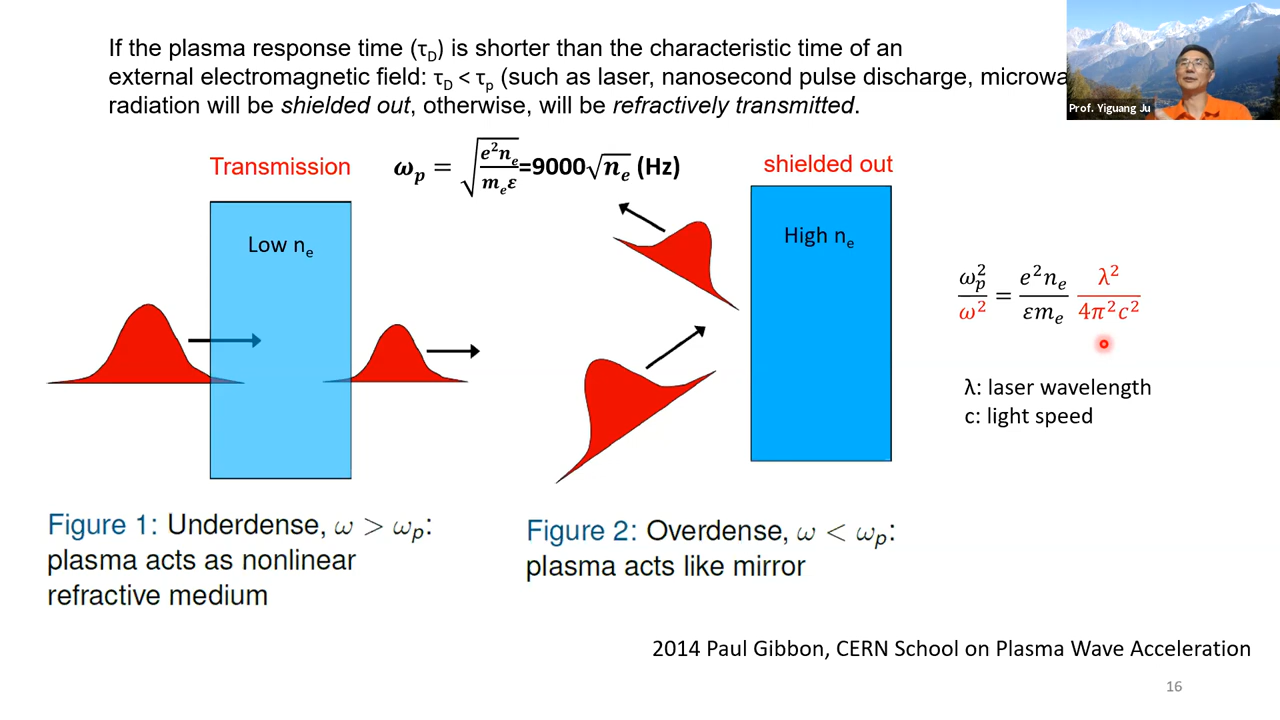 If the plasma response time (τD) is shorter than the characteristic time of an
external electromagnetic field: τD < τp (such as laser, nanosecond pulse discharge,
radiation will be shielded out, otherwise, will be refractively transmitted.
Prof. Yiguang Ju
Transmission
ωp = √(e²ne/meε)=9000√ne (Hz)
shielded out
Low ne
High ne
ωp²/ω² = e²ne/εme λ²/4π²c²
λ: laser wavelength
c: light speed
Figure 1: Underdense, ω > ωp:
plasma acts as nonlinear
refractive medium
Figure 2: Overdense, ω < ωp:
plasma acts like mirror
2014 Paul Gibbon, CERN School on Plasma Wave Acceleration
16